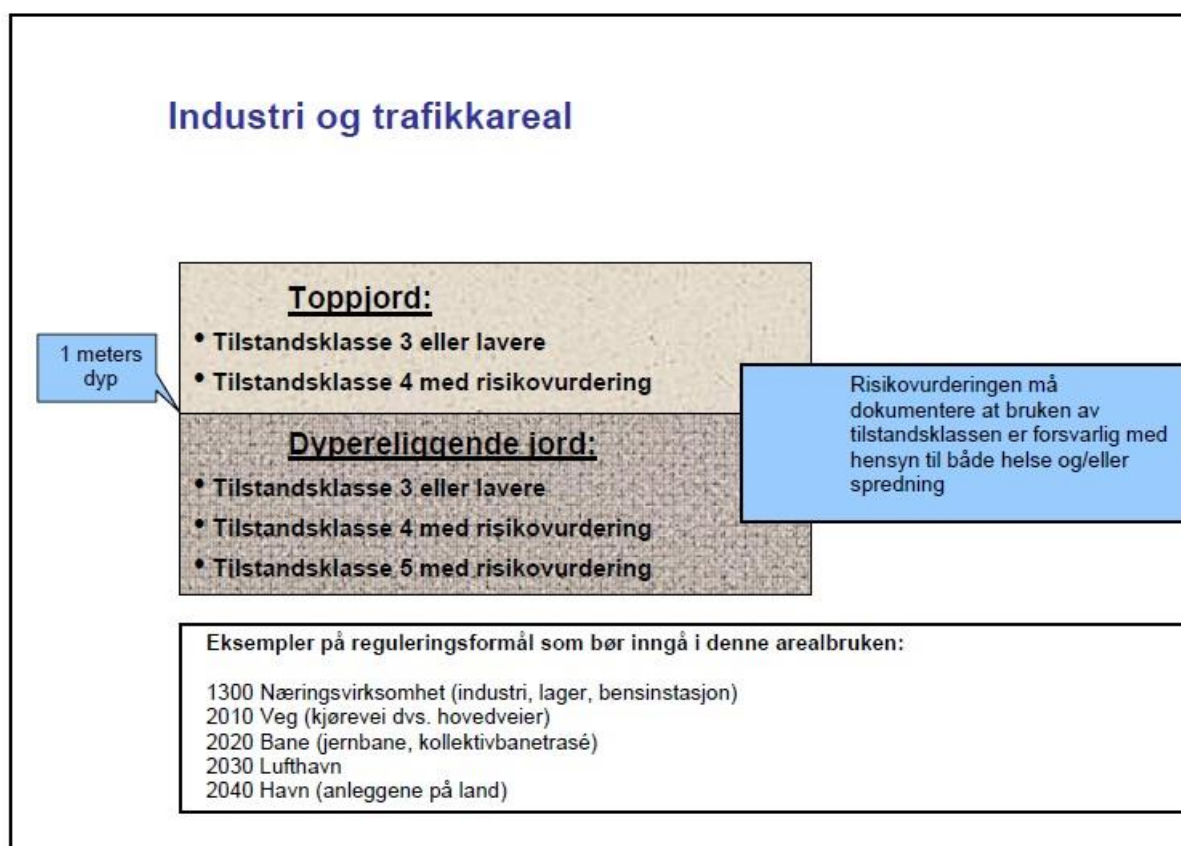 Industri og trafikkareal
Toppjord:
• Tilstandsklasse 3 eller lavere
• Tilstandsklasse 4 med risikovurdering
1 meters
dyp
Dypereliggende jord:
• Tilstandsklasse 3 eller lavere
• Tilstandsklasse 4 med risikovurdering
• Tilstandsklasse 5 med risikovurdering
Risikovurderingen må
dokumentere at bruken av
tilstandsklassen er forsvarlig med
hensyn til både helse og/eller
spredning
Eksempler på reguleringsformål som bør inngå i denne arealbruken:
1300 Næringsvirksomhet (industri, lager, bensinstasjon)
2010 Veg (kjørevei dvs. hovedveier)
2020 Bane (jernbane, kollektivbanetrasé)
2030 Lufthavn
2040 Havn (anleggene på land)